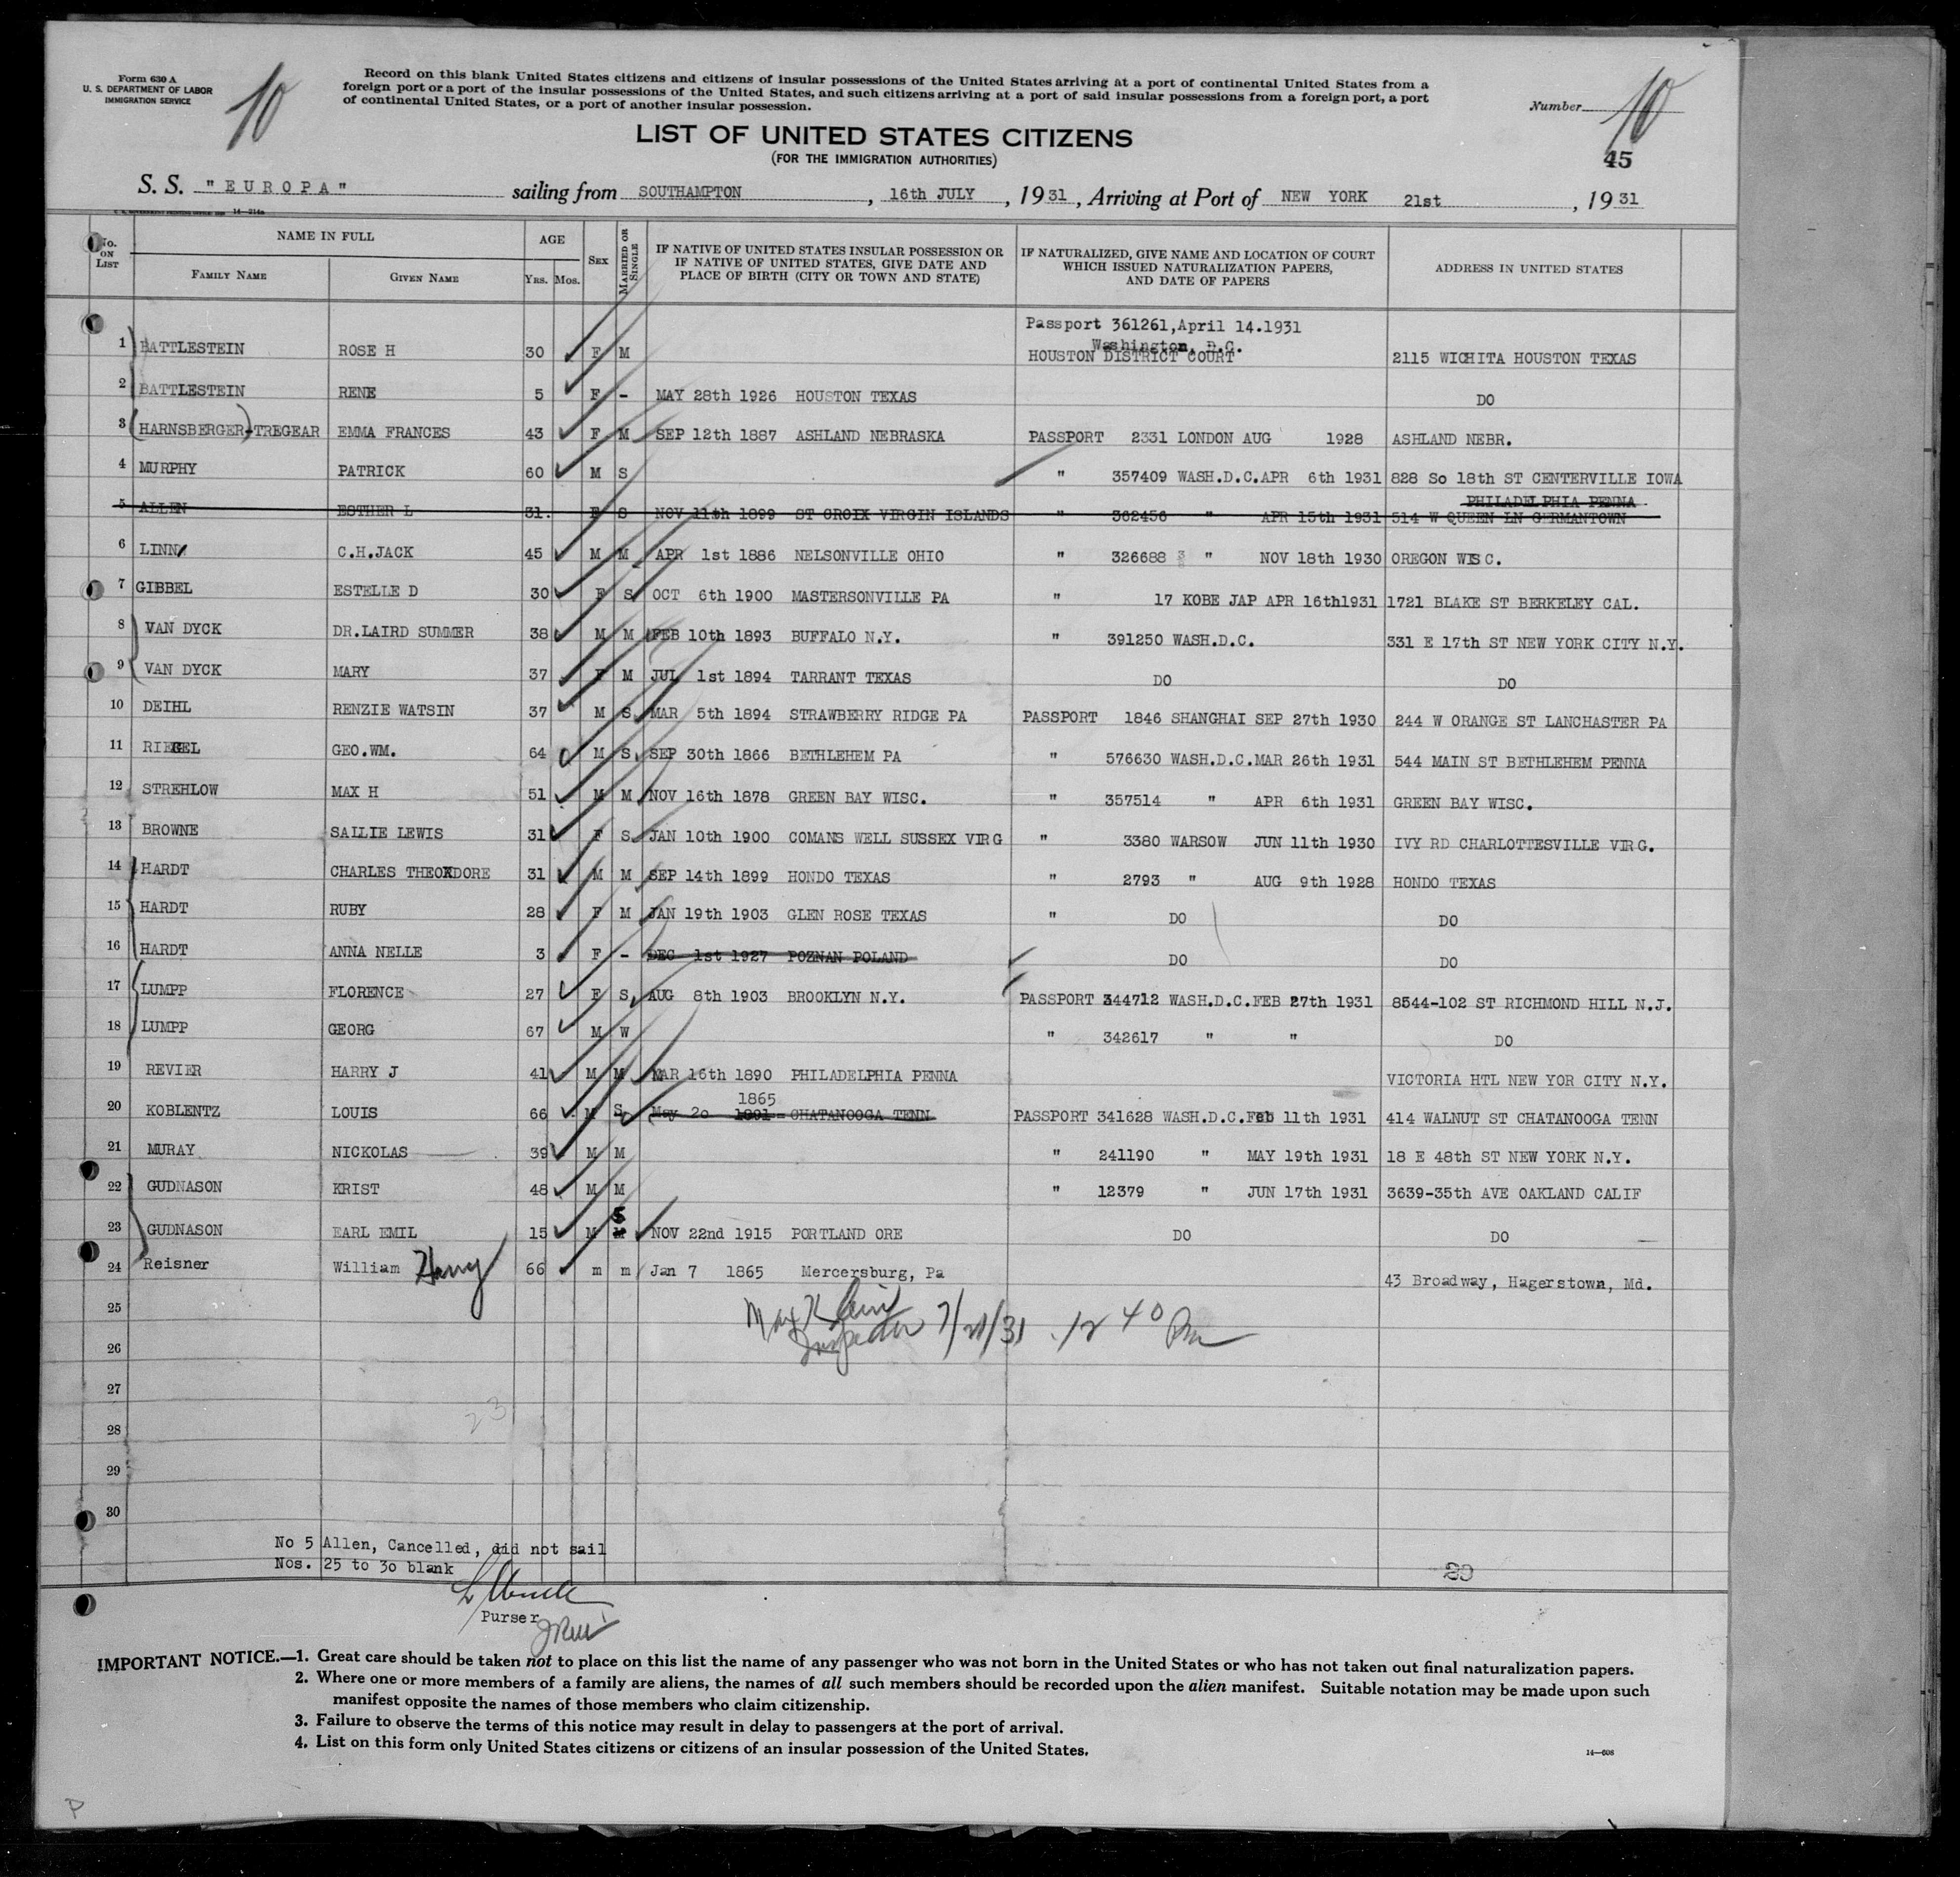 Form 630 A
U. S. DEPARTMENT OF LABOR
IMMIGRATION SERVICE
10
Record on this blank United States citizens and citizens of insular possessions of the United States arriving at a port of continental United States from a
foreign port or a port of the insular possessions of the United States, and such citizens arriving at a port of said insular possessions from a foreign port, a port
of continental United States, or a port of another insular possession.
Number 10
LIST OF UNITED STATES CITIZENS
(FOR THE IMMIGRATION AUTHORITIES)
45
S. S. "EUROPA" sailing from SOUTHAMPTON, 16th JULY, 1931, Arriving at Port of NEW YORK 21st, 1931
No. ON LIST NAME IN FULL FAMILY NAME GIVEN NAME AGE YRS. MOS. SEX MARRIED OR SINGLE IF NATIVE OF UNITED STATES INSULAR POSSESSION OR IF NATIVE OF UNITED STATES, GIVE DATE AND PLACE OF BIRTH (CITY OR TOWN AND STATE) IF NATURALIZED, GIVE NAME AND LOCATION OF COURT WHICH ISSUED NATURALIZATION PAPERS, AND DATE OF PAPERS ADDRESS IN UNITED STATES
Passport 361261,April 14.1931
Washington, D.C.
1 BATTLESTEIN ROSE H 30 F M HOUSTON DISTRICT COURT 2115 WICHITA HOUSTON TEXAS
2 BATTLESTEIN RENE 5 F - MAY 28th 1926 HOUSTON TEXAS DO
3 (HARNSBERGER)-TREGEAR EMMA FRANCES 43 F M SEP 12th 1887 ASHLAND NEBRASKA PASSPORT 2331 LONDON AUG 1928 ASHLAND NEBR.
4 MURPHY PATRICK 60 M S " 357409 WASH.D.C.APR 6th 1931 828 So 18th ST CENTERVILLE IOWA
PHILADELPHIA PENNA
5 ALLEN ESTHER L 31. F S NOV 11th 1899 ST CROIX VIRGIN ISLANDS " 362456 " APR 15th 1931 514 W QUEEN LN GERMANTOWN
6 LINN C.H.JACK 45 M M APR 1st 1886 NELSONVILLE OHIO " 326688 " NOV 18th 1930 OREGON WISC.
7 GIBBEL ESTELLE D 30 F S OCT 6th 1900 MASTERSONVILLE PA " 17 KOBE JAP APR 16th1931 1721 BLAKE ST BERKELEY CAL.
8 VAN DYCK DR.LAIRD SUMMER 38 M M FEB 10th 1893 BUFFALO N.Y. " 391250 WASH.D.C. 331 E 17th ST NEW YORK CITY N.Y.
9 VAN DYCK MARY 37 F M JUL 1st 1894 TARRANT TEXAS DO DO
10 DEIHL RENZIE WATSIN 37 M S MAR 5th 1894 STRAWBERRY RIDGE PA PASSPORT 1846 SHANGHAI SEP 27th 1930 244 W ORANGE ST LANCHASTER PA
11 RIEGEL GEO.WM. 64 M S SEP 30th 1866 BETHLEHEM PA " 576630 WASH.D.C.MAR 26th 1931 544 MAIN ST BETHLEHEM PENNA
12 STREHLOW MAX H 51 M M NOV 16th 1878 GREEN BAY WISC. " 357514 " APR 6th 1931 GREEN BAY WISC.
13 BROWNE SALLIE LEWIS 31 F S JAN 10th 1900 COMANS WELL SUSSEX VIRG " 3380 WARSOW JUN 11th 1930 IVY RD CHARLOTTESVILLE VIRG.
14 HARDT CHARLES THEOXDORE 31 M M SEP 14th 1899 HONDO TEXAS " 2793 " AUG 9th 1928 HONDO TEXAS
15 HARDT RUBY 28 F M JAN 19th 1903 GLEN ROSE TEXAS " DO DO
16 HARDT ANNA NELLE 3 F - DEC 1st 1927 POZNAN POLAND DO DO
17 LUMPP FLORENCE 27 F S AUG 8th 1903 BROOKLYN N.Y. PASSPORT 344712 WASH.D.C.FEB 27th 1931 8544-102 ST RICHMOND HILL N.J.
18 LUMPP GEORG 67 M W " 342617 " " DO
19 REVIER HARRY J 41 M M MAR 16th 1890 PHILADELPHIA PENNA VICTORIA HTL NEW YOR CITY N.Y.
1865
20 KOBLENTZ LOUIS 66 M S May 20 1891 CHATANOOGA TENN PASSPORT 341628 WASH.D.C.Feb 11th 1931 414 WALNUT ST CHATANOOGA TENN
21 MURAY NICKOLAS 39 M M " 241190 " MAY 19th 1931 18 E 48th ST NEW YORK N.Y.
22 GUDNASON KRIST 48 M M " 12379 " JUN 17th 1931 3639-35th AVE OAKLAND CALIF
23 GUDNASON EARL EMIL 15 M S NOV 22nd 1915 PORTLAND ORE DO DO
24 Reisner William Harry 66 m m Jan 7 1865 Mercersburg, Pa 43 Broadway, Hagerstown, Md.
25
Inspector 7/21/31 12 40 Pm
26
27
28
23
29
30
No 5 Allen, Cancelled, did not sail
Nos. 25 to 30 blank
Purser
IMPORTANT NOTICE.—1. Great care should be taken not to place on this list the name of any passenger who was not born in the United States or who has not taken out final naturalization papers.
2. Where one or more members of a family are aliens, the names of all such members should be recorded upon the alien manifest. Suitable notation may be made upon such
manifest opposite the names of those members who claim citizenship.
3. Failure to observe the terms of this notice may result in delay to passengers at the port of arrival.
4. List on this form only United States citizens or citizens of an insular possession of the United States.
14—608
P